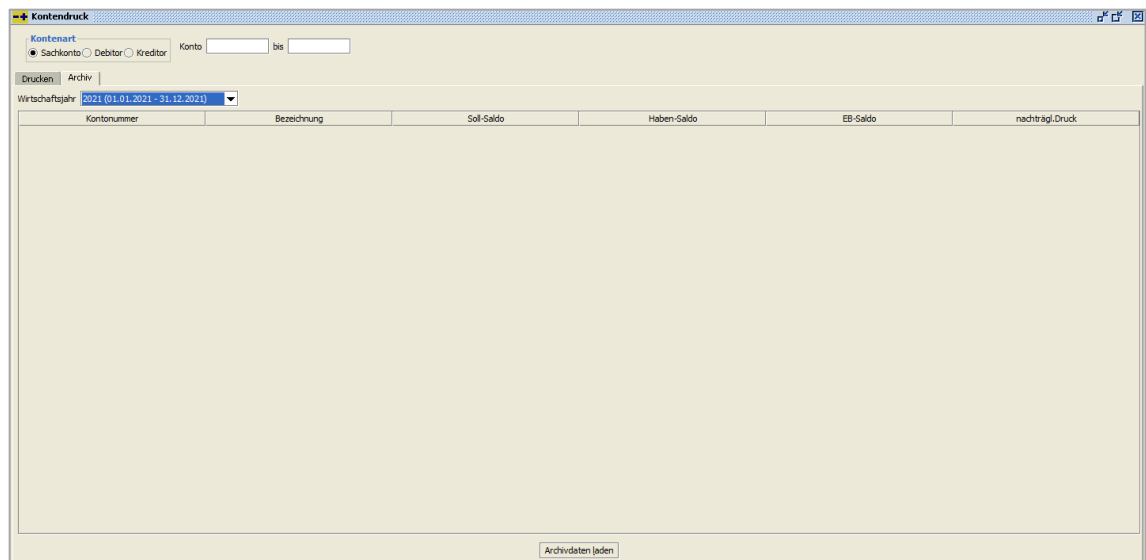 Kontendruck
Kontenart
Sachkonto Debitor Kreditor Konto bis
Drucken Archiv
Wirtschaftsjahr 2021 (01.01.2021 - 31.12.2021)
Kontonummer Bezeichnung Soll-Saldo Haben-Saldo EB-Saldo nachträgl.Druck
Archivdaten laden